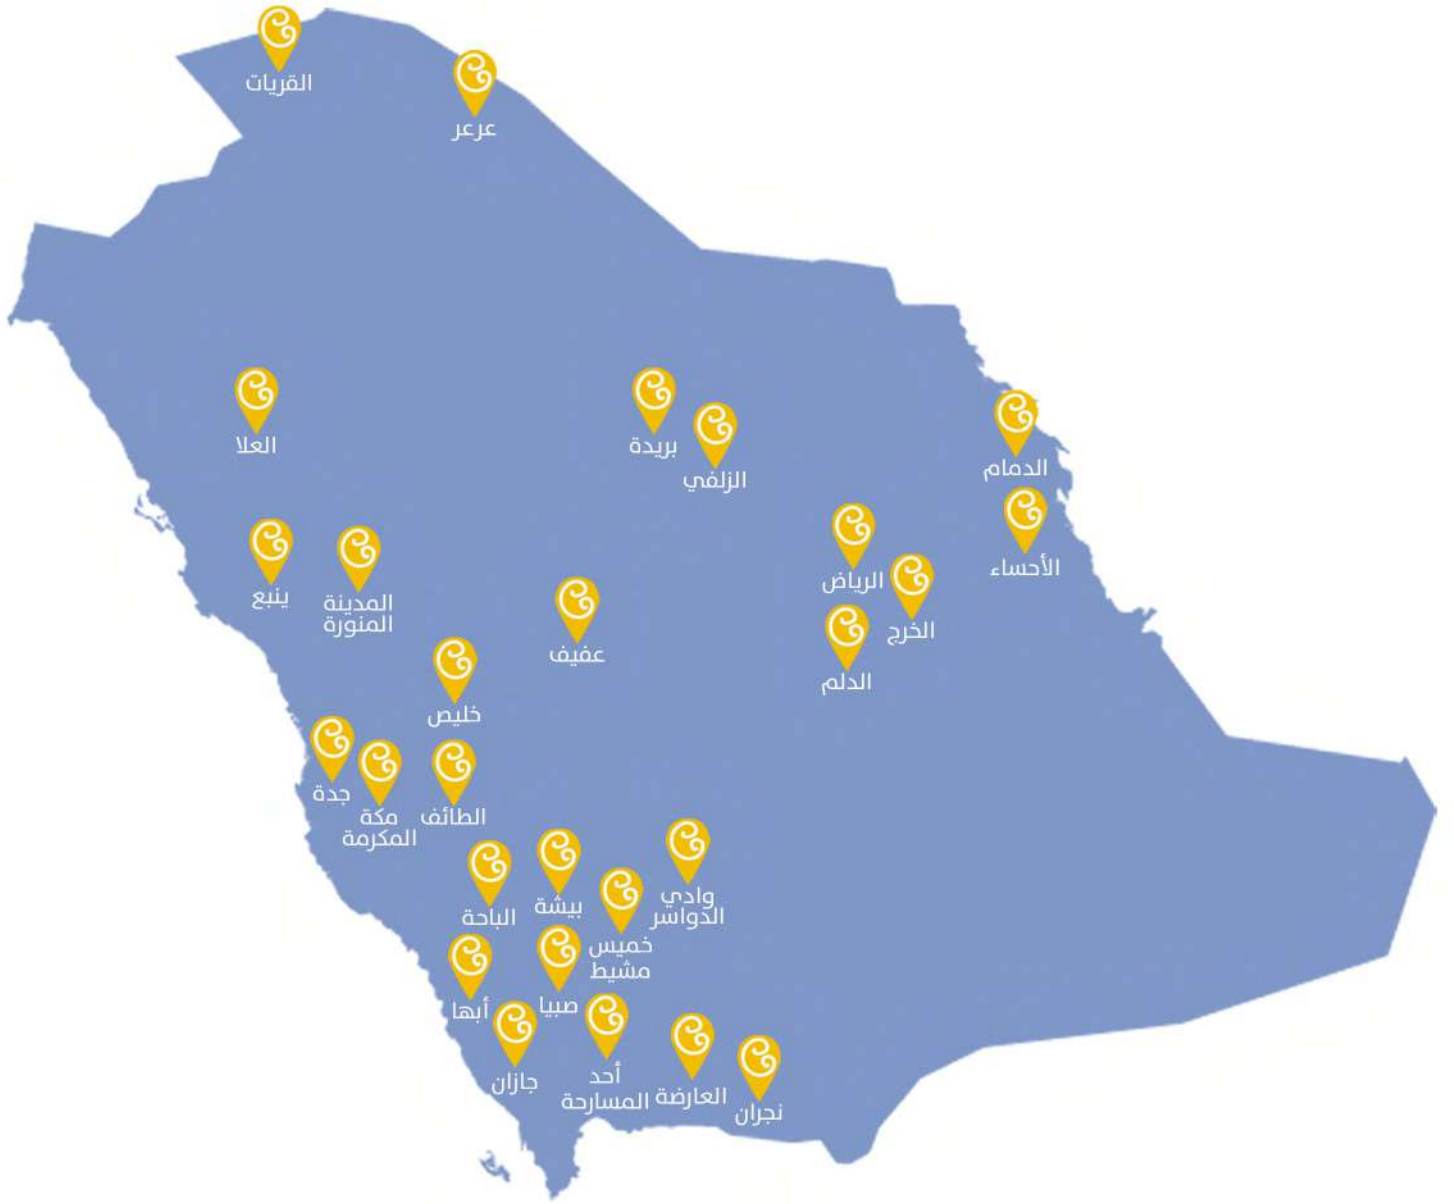 القريات
عرعر
العلا
بريدة
الزلفي
الدمام
الأحساء
الرياض
الخرج
الدلم
ينبع
المدينة
المنورة
عفيف
خليص
جدة
مكة
المكرمة
الطائف
وادي
الدواسر
بيشة
الباحة
خميس
مشيط
صبيا
أبها
جازان
أحد
المسارحة
العارضة
نجران